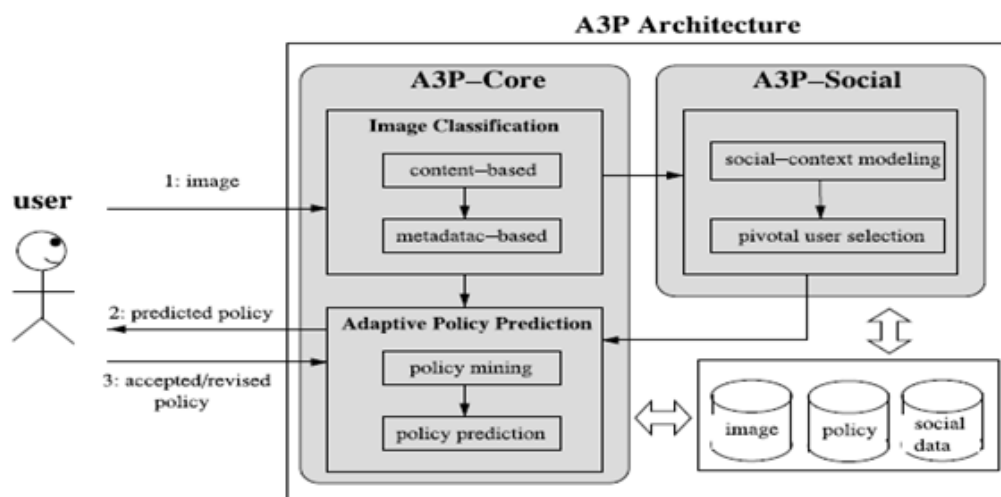 A3P Architecture
A3P–Core
Image Classification
content–based
metadatac–based
A3P–Social
social–context modeling
pivotal user selection
user
1: image
2: predicted policy
3: accepted/revised
policy
Adaptive Policy Prediction
policy mining
policy prediction
image
policy
social
data